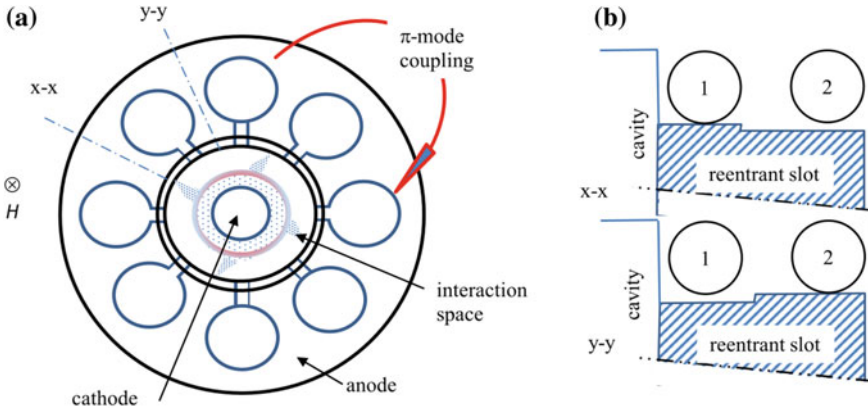 (a)
y-y
π-mode
coupling
x-x
⊗
H
interaction
space
cathode
anode
(b)
1
2
cavity
reentrant slot
x-x
1
2
cavity
reentrant slot
y-y